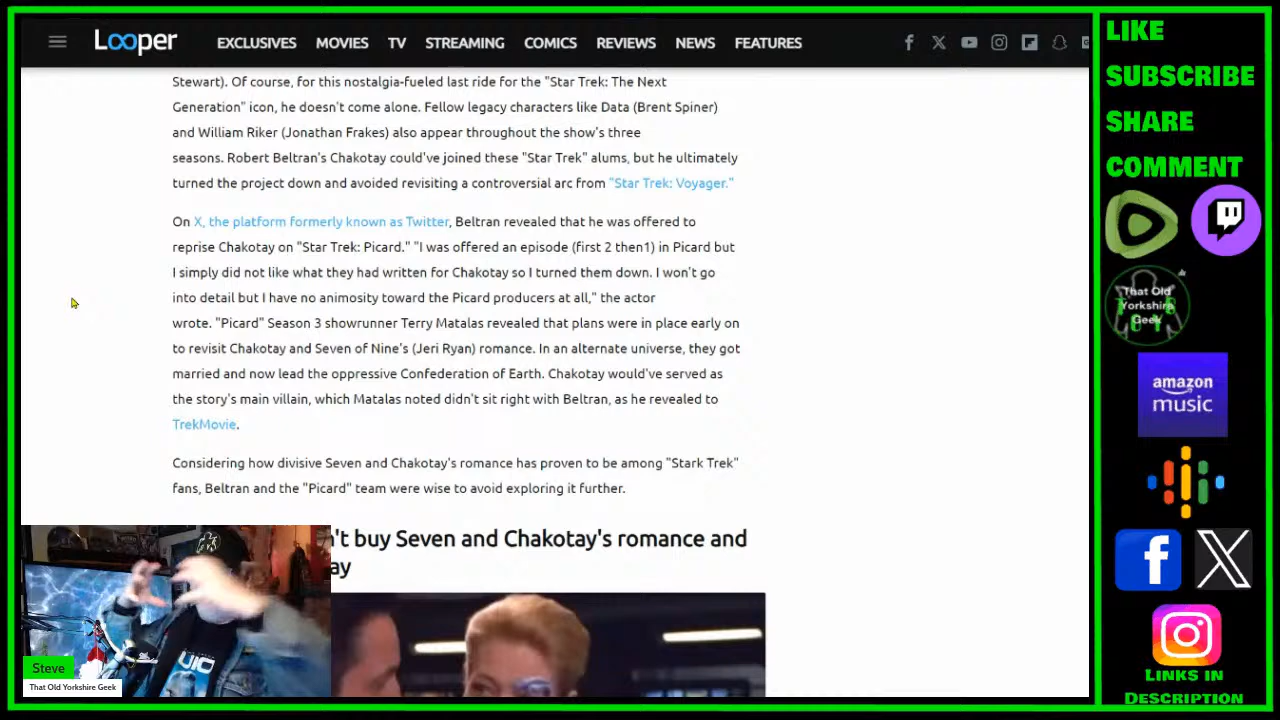 Looper
EXCLUSIVES MOVIES TV STREAMING COMICS REVIEWS NEWS FEATURES
Stewart). Of course, for this nostalgia-fueled last ride for the "Star Trek: The Next
Generation" icon, he doesn't come alone. Fellow legacy characters like Data (Brent Spiner)
and William Riker (Jonathan Frakes) also appear throughout the show's three
seasons. Robert Beltran's Chakotay could've joined these "Star Trek" alums, but he ultimately
turned the project down and avoided revisiting a controversial arc from "Star Trek: Voyager."
On X, the platform formerly known as Twitter, Beltran revealed that he was offered to
reprise Chakotay on "Star Trek: Picard." "I was offered an episode (first 2 then1) in Picard but
I simply did not like what they had written for Chakotay so I turned them down. I won't go
into detail but I have no animosity toward the Picard producers at all," the actor
wrote. "Picard" Season 3 showrunner Terry Matalas revealed that plans were in place early on
to revisit Chakotay and Seven of Nine's (Jeri Ryan) romance. In an alternate universe, they got
married and now lead the oppressive Confederation of Earth. Chakotay would've served as
the story's main villain, which Matalas noted didn't sit right with Beltran, as he revealed to
TrekMovie.
Considering how divisive Seven and Chakotay's romance has proven to be among "Stark Trek"
fans, Beltran and the "Picard" team were wise to avoid exploring it further.
't buy Seven and Chakotay's romance and
ay
Steve
That Old Yorkshire Geek
LIKE
SUBSCRIBE
SHARE
COMMENT
That Old
Yorkshire
Geek
amazon
music
LINKS IN
DESCRIPTION